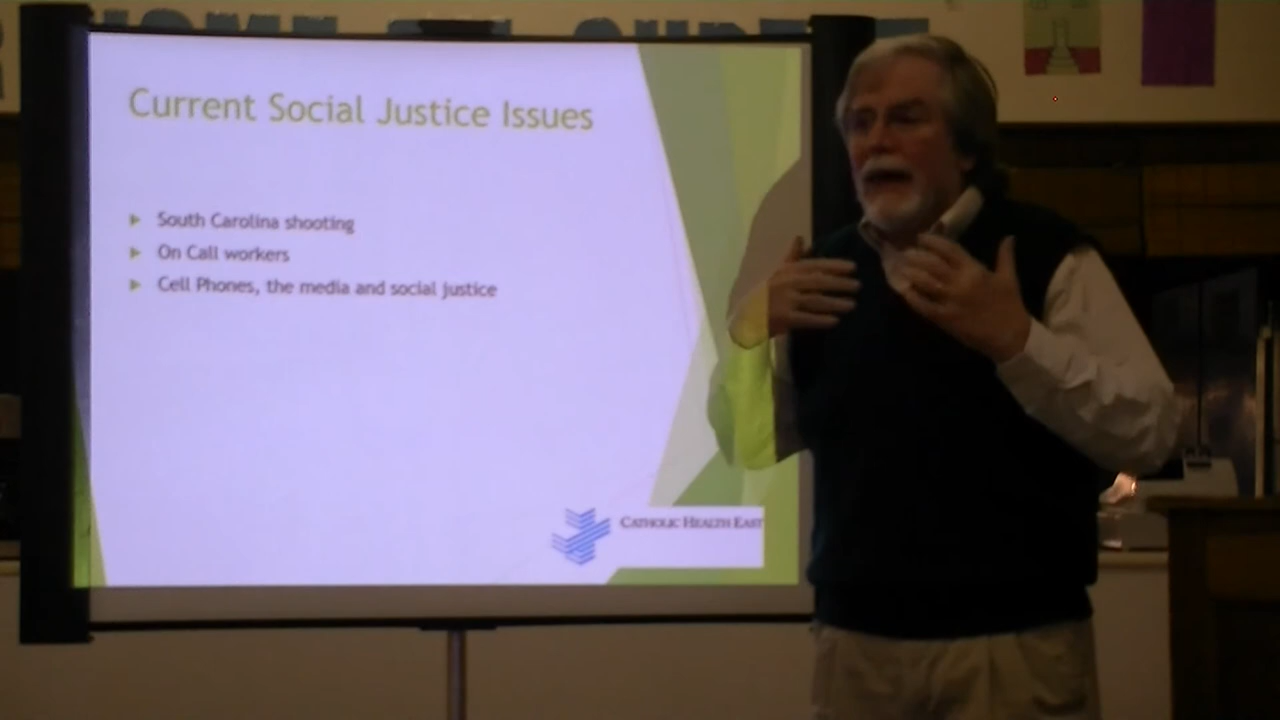 Current Social Justice Issues
South Carolina shooting
On Call workers
Cell Phones, the media and social justice
CATHOLIC HEALTH EAST